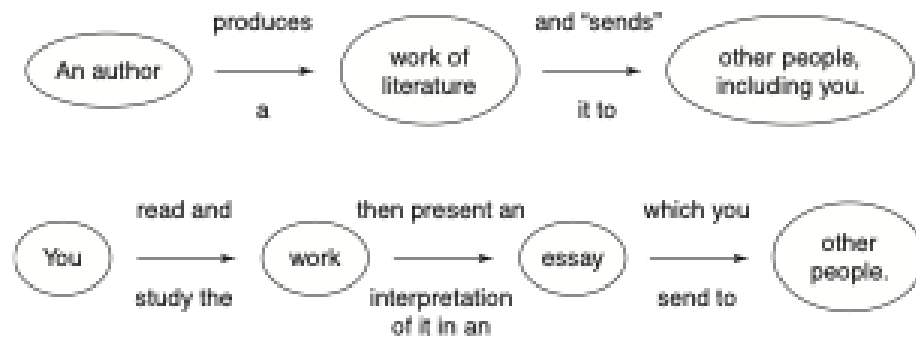 produces
and "sends"
An author
work of
literature
other people,
including you.
a
it to
read and
then present an
which you
You
work
essay
other
people.
study the
interpretation
of it in an
send to